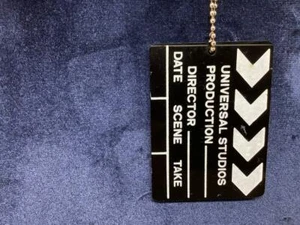 UNIVERSAL STUDIOS
PRODUCTION
DIRECTOR
DATE SCENE TAKE